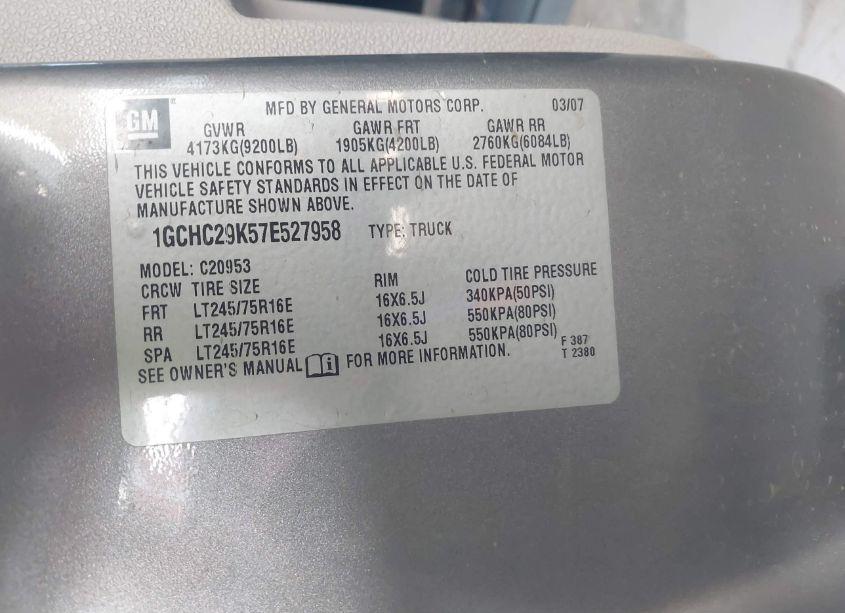 GM ® MFD BY GENERAL MOTORS CORP. 03/07
GVWR GAWR FRT GAWR RR
4173KG(9200LB) 1905KG(4200LB) 2760KG(6084LB)
THIS VEHICLE CONFORMS TO ALL APPLICABLE U.S. FEDERAL MOTOR
VEHICLE SAFETY STANDARDS IN EFFECT ON THE DATE OF
MANUFACTURE SHOWN ABOVE.
1GCHC29K57E527958 TYPE: TRUCK
MODEL: C20953
CRCW TIRE SIZE RIM COLD TIRE PRESSURE
FRT LT245/75R16E 16X6.5J 340KPA(50PSI)
RR LT245/75R16E 16X6.5J 550KPA(80PSI)
SPA LT245/75R16E 16X6.5J 550KPA(80PSI)
SEE OWNER'S MANUAL i FOR MORE INFORMATION.
F 387
T 2380